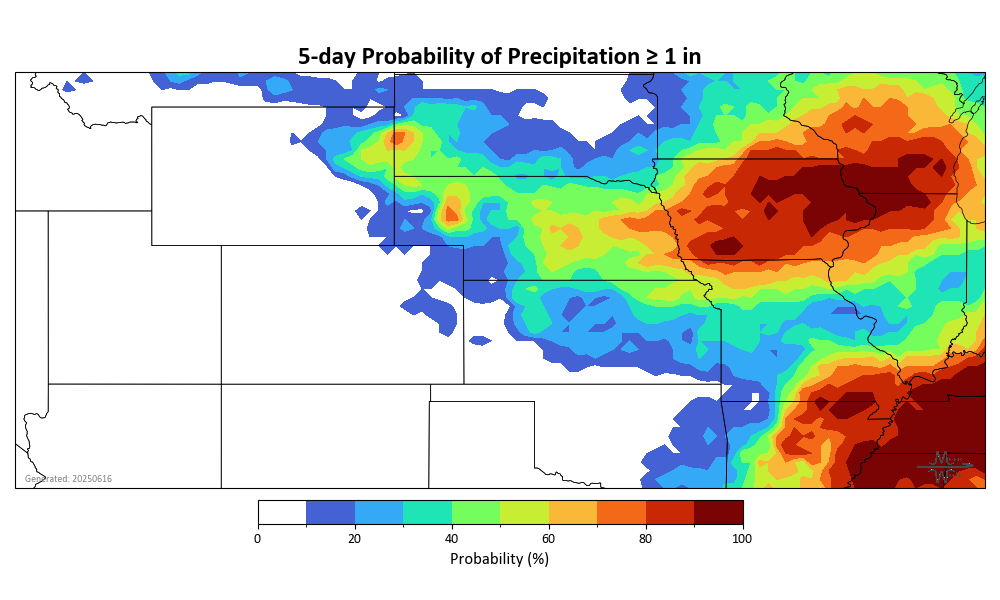 5-day Probability of Precipitation ≥ 1 in
Generated: 20250616
0 20 40 60 80 100
Probability (%)